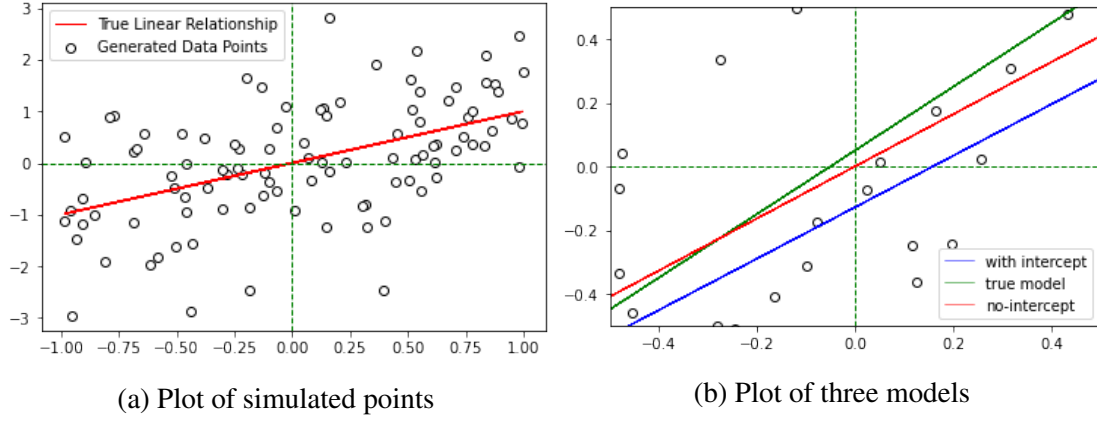 True Linear Relationship
Generated Data Points
3
2
1
0
−1
−2
−3
−1.00 −0.75 −0.50 −0.25 0.00 0.25 0.50 0.75 1.00
(a) Plot of simulated points
0.4
0.2
0.0
−0.2
−0.4
with intercept
true model
no-intercept
−0.4 −0.2 0.0 0.2 0.4
(b) Plot of three models